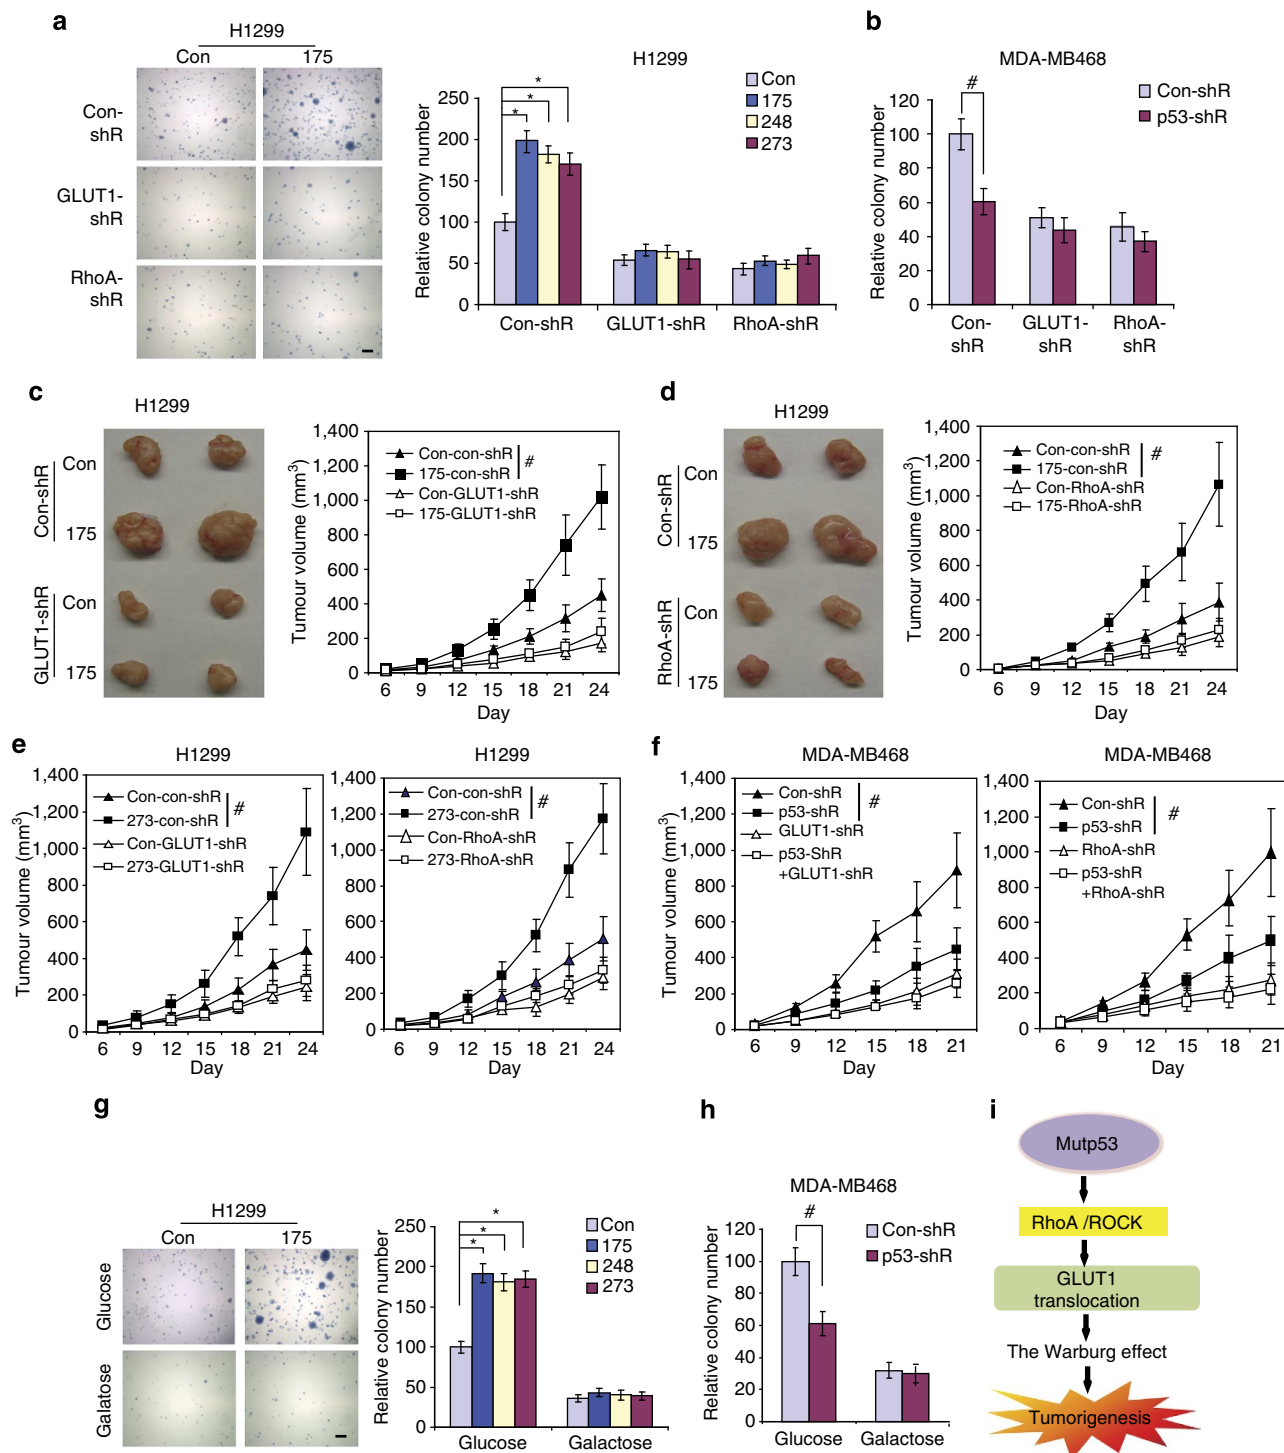 a
H1299
Con 175
Con-
shR
GLUT1-
shR
RhoA-
shR
H1299
Relative colony number
250
200
150
100
50
0
* 
*
*
Con
175
248
273
Con-shR GLUT1-shR RhoA-shR
b
MDA-MB468
Relative colony number
120
100
80
60
40
20
0
#
Con-shR
p53-shR
Con-
shR
GLUT1-
shR
RhoA-
shR
c
H1299
Con-shR
Con
175
GLUT1-shR
Con
175
Tumour volume (mm³)
1,400
1,200
1,000
800
600
400
200
0
Con-con-shR
175-con-shR
#
Con-GLUT1-shR
175-GLUT1-shR
6 9 12 15 18 21 24
Day
d
H1299
Con-shR
Con
175
RhoA-shR
Con
175
Tumour volume (mm³)
1,400
1,200
1,000
800
600
400
200
0
Con-con-shR
175-con-shR
#
Con-RhoA-shR
175-RhoA-shR
6 9 12 15 18 21 24
Day
e
H1299
Tumour volume (mm³)
1,400
1,200
1,000
800
600
400
200
0
Con-con-shR
273-con-shR
#
Con-GLUT1-shR
273-GLUT1-shR
6 9 12 15 18 21 24
Day
H1299
1,400
1,200
1,000
800
600
400
200
0
Con-con-shR
273-con-shR
#
Con-RhoA-shR
273-RhoA-shR
6 9 12 15 18 21 24
Day
f
MDA-MB468
Tumour volume (mm³)
1,400
1,200
1,000
800
600
400
200
0
Con-shR
p53-shR
#
GLUT1-shR
p53-ShR
+GLUT1-shR
6 9 12 15 18 21
Day
MDA-MB468
1,400
1,200
1,000
800
600
400
200
0
Con-shR
p53-shR
#
RhoA-shR
p53-shR
+RhoA-shR
6 9 12 15 18 21
Day
g
H1299
Con 175
Glucose
Galatose
Relative colony number
250
200
150
100
50
0
*
*
*
Con
175
248
273
Glucose Galactose
h
MDA-MB468
Relative colony number
120
100
80
60
40
20
0
#
Con-shR
p53-shR
Glucose Galactose
i
Mutp53
RhoA /ROCK
GLUT1
translocation
The Warburg effect
Tumorigenesis